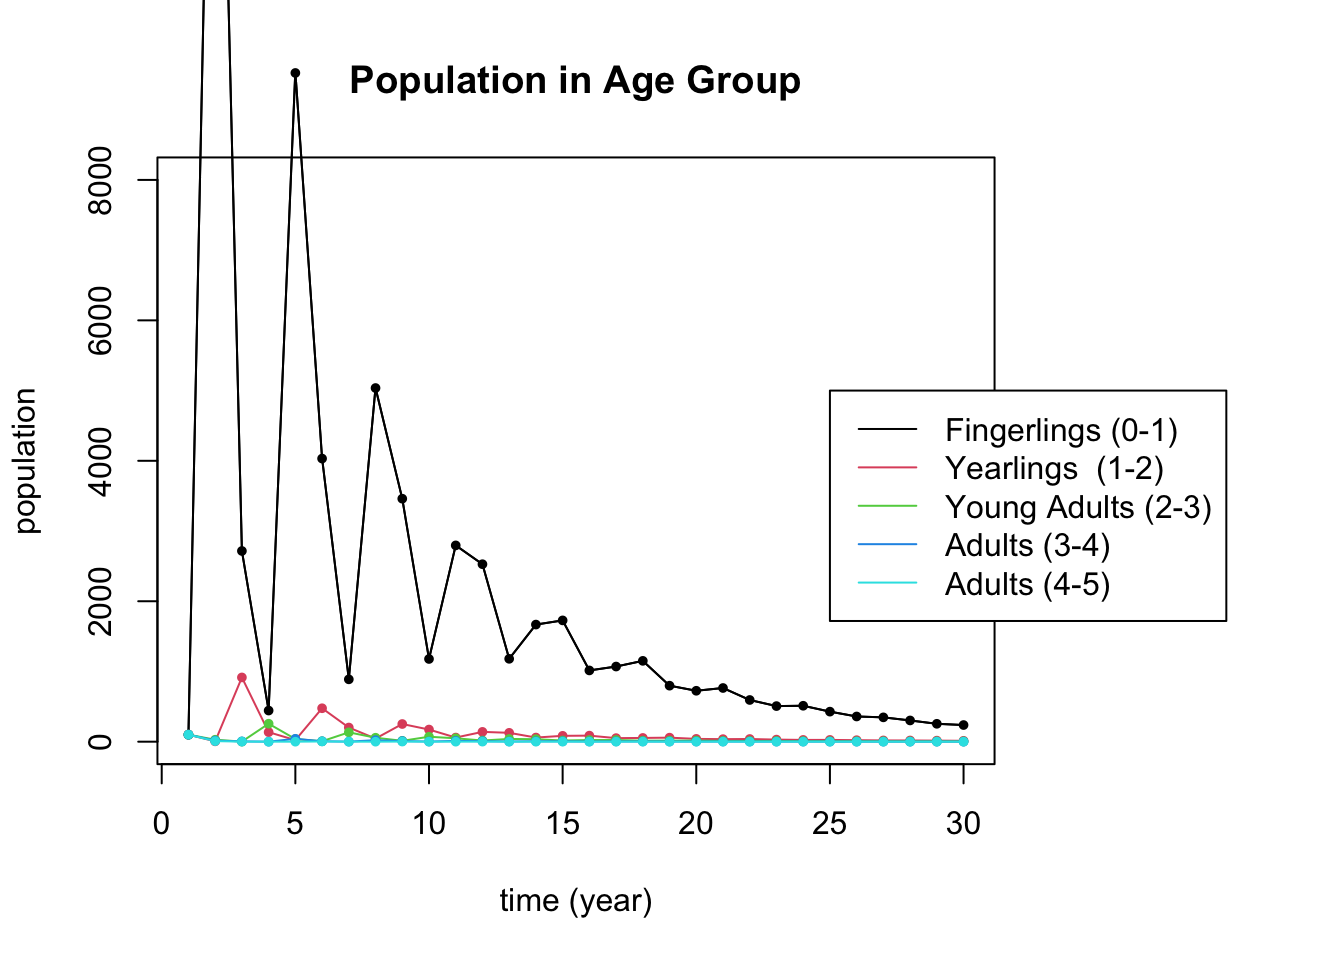 Population in Age Group
population
8000
6000
4000
2000
0
Fingerlings (0-1)
Yearlings  (1-2)
Young Adults (2-3)
Adults (3-4)
Adults (4-5)
0 5 10 15 20 25 30
time (year)